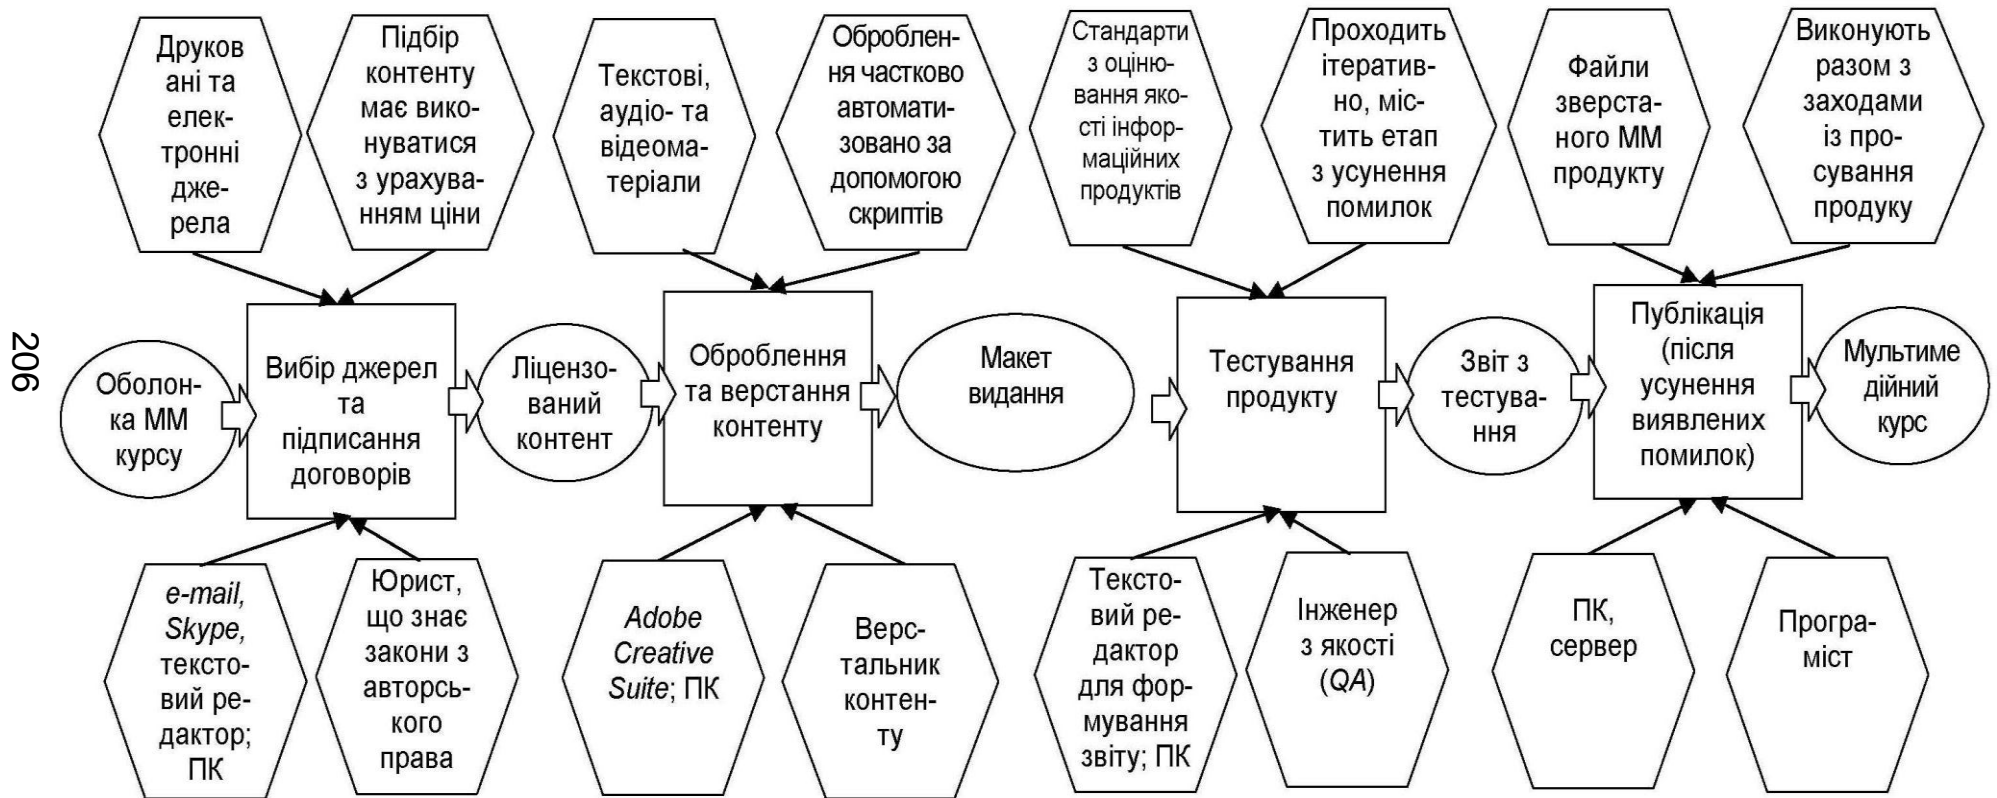 Друков
ані та
елек-
тронні
дже-
рела
Підбір
контенту
має вико-
нуватися
з урахува-
нням ціни
Текстові,
аудіо- та
відеома-
теріали
Оброблен-
ня частково
автомати-
зовано за
допомогою
скриптів
Стандарти
з оціню-
вання яко-
сті інфор-
маційних
продуктів
Проходить
ітератив-
но, міс-
тить етап
з усунення
помилок
Файли
зверста-
ного ММ
продукту
Виконують
разом з
заходами
із про-
сування
продуку
206
Оболон-
ка ММ
курсу
Вибір джерел
та
підписання
договорів
Ліцензо-
ваний
контент
Оброблення
та верстання
контенту
Макет
видання
Тестування
продукту
Звіт з
тестува-
ння
Публікація
(після
усунення
виявлених
помилок)
Мультиме
дійний
курс
e-mail,
Skype,
тексто-
вий ре-
дактор;
ПК
Юрист,
що знає
закони з
авторсь-
кого
права
Adobe
Creative
Suite; ПК
Верс-
тальник
контен-
ту
Тексто-
вий ре-
дактор
для фор-
мування
звіту; ПК
Інженер
з якості
(QA)
ПК,
сервер
Програ-
міст